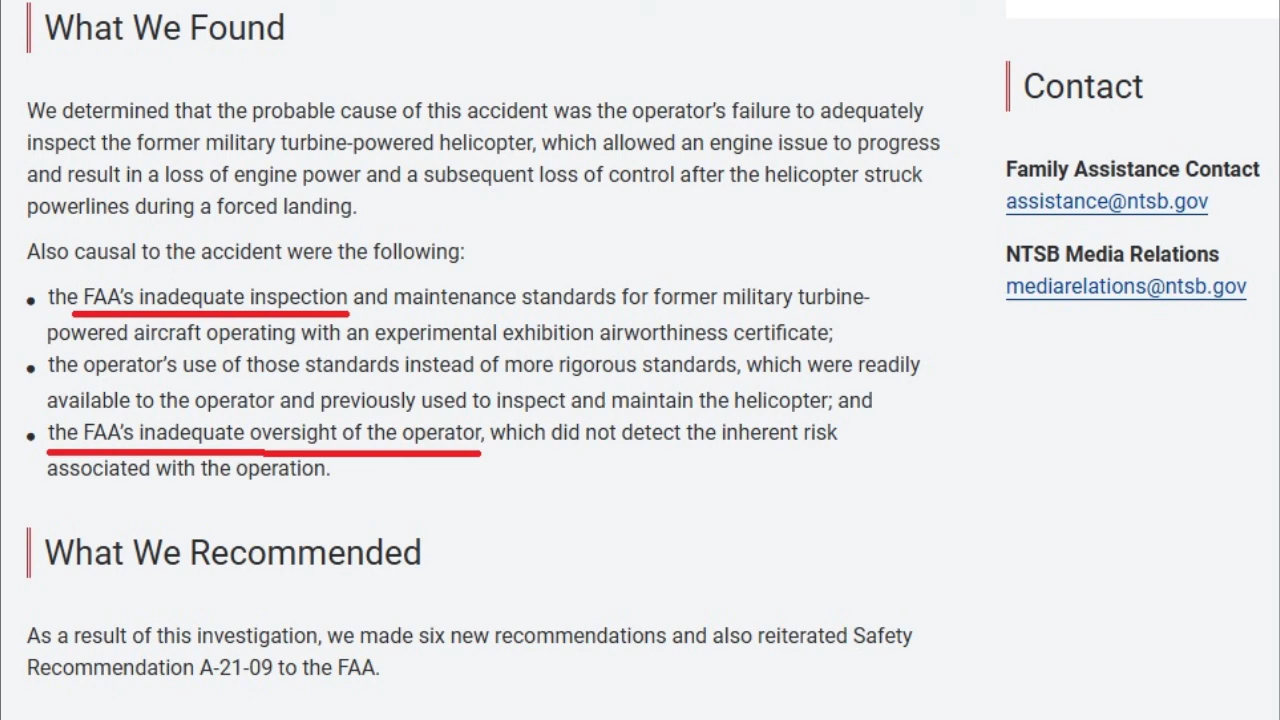 What We Found
We determined that the probable cause of this accident was the operator's failure to adequately
inspect the former military turbine-powered helicopter, which allowed an engine issue to progress
and result in a loss of engine power and a subsequent loss of control after the helicopter struck
powerlines during a forced landing.
Also causal to the accident were the following:
• the FAA's inadequate inspection and maintenance standards for former military turbine-
powered aircraft operating with an experimental exhibition airworthiness certificate;
• the operator's use of those standards instead of more rigorous standards, which were readily
available to the operator and previously used to inspect and maintain the helicopter; and
• the FAA's inadequate oversight of the operator, which did not detect the inherent risk
associated with the operation.
What We Recommended
As a result of this investigation, we made six new recommendations and also reiterated Safety
Recommendation A-21-09 to the FAA.
Contact
Family Assistance Contact
assistance@ntsb.gov
NTSB Media Relations
mediarelations@ntsb.gov